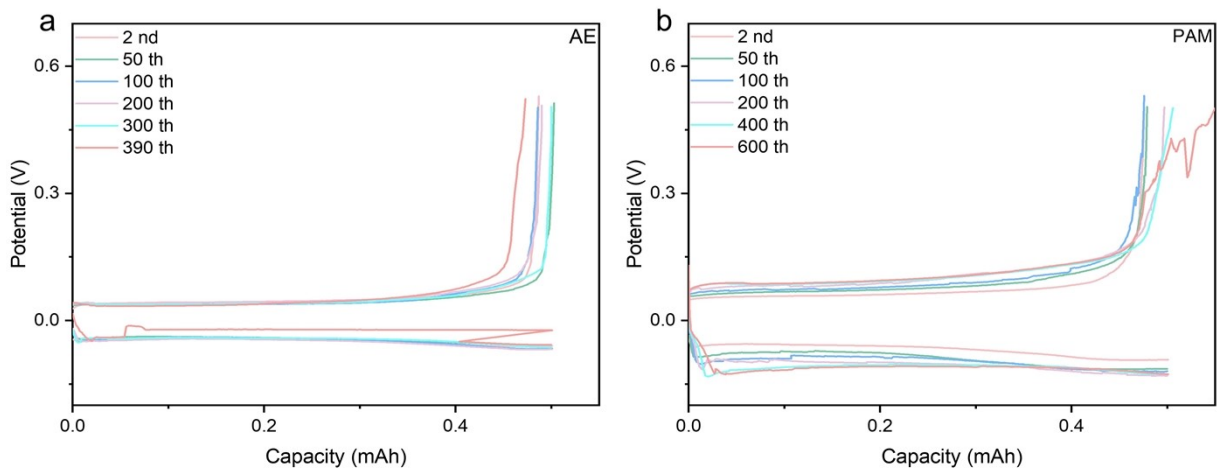 a
AE
2 nd
50 th
100 th
200 th
300 th
390 th
0.6
0.3
0.0
Potential (V)
0.0
0.2
0.4
Capacity (mAh)
b
PAM
2 nd
50 th
100 th
200 th
400 th
600 th
0.6
0.3
0.0
Potential (V)
0.0
0.2
0.4
Capacity (mAh)